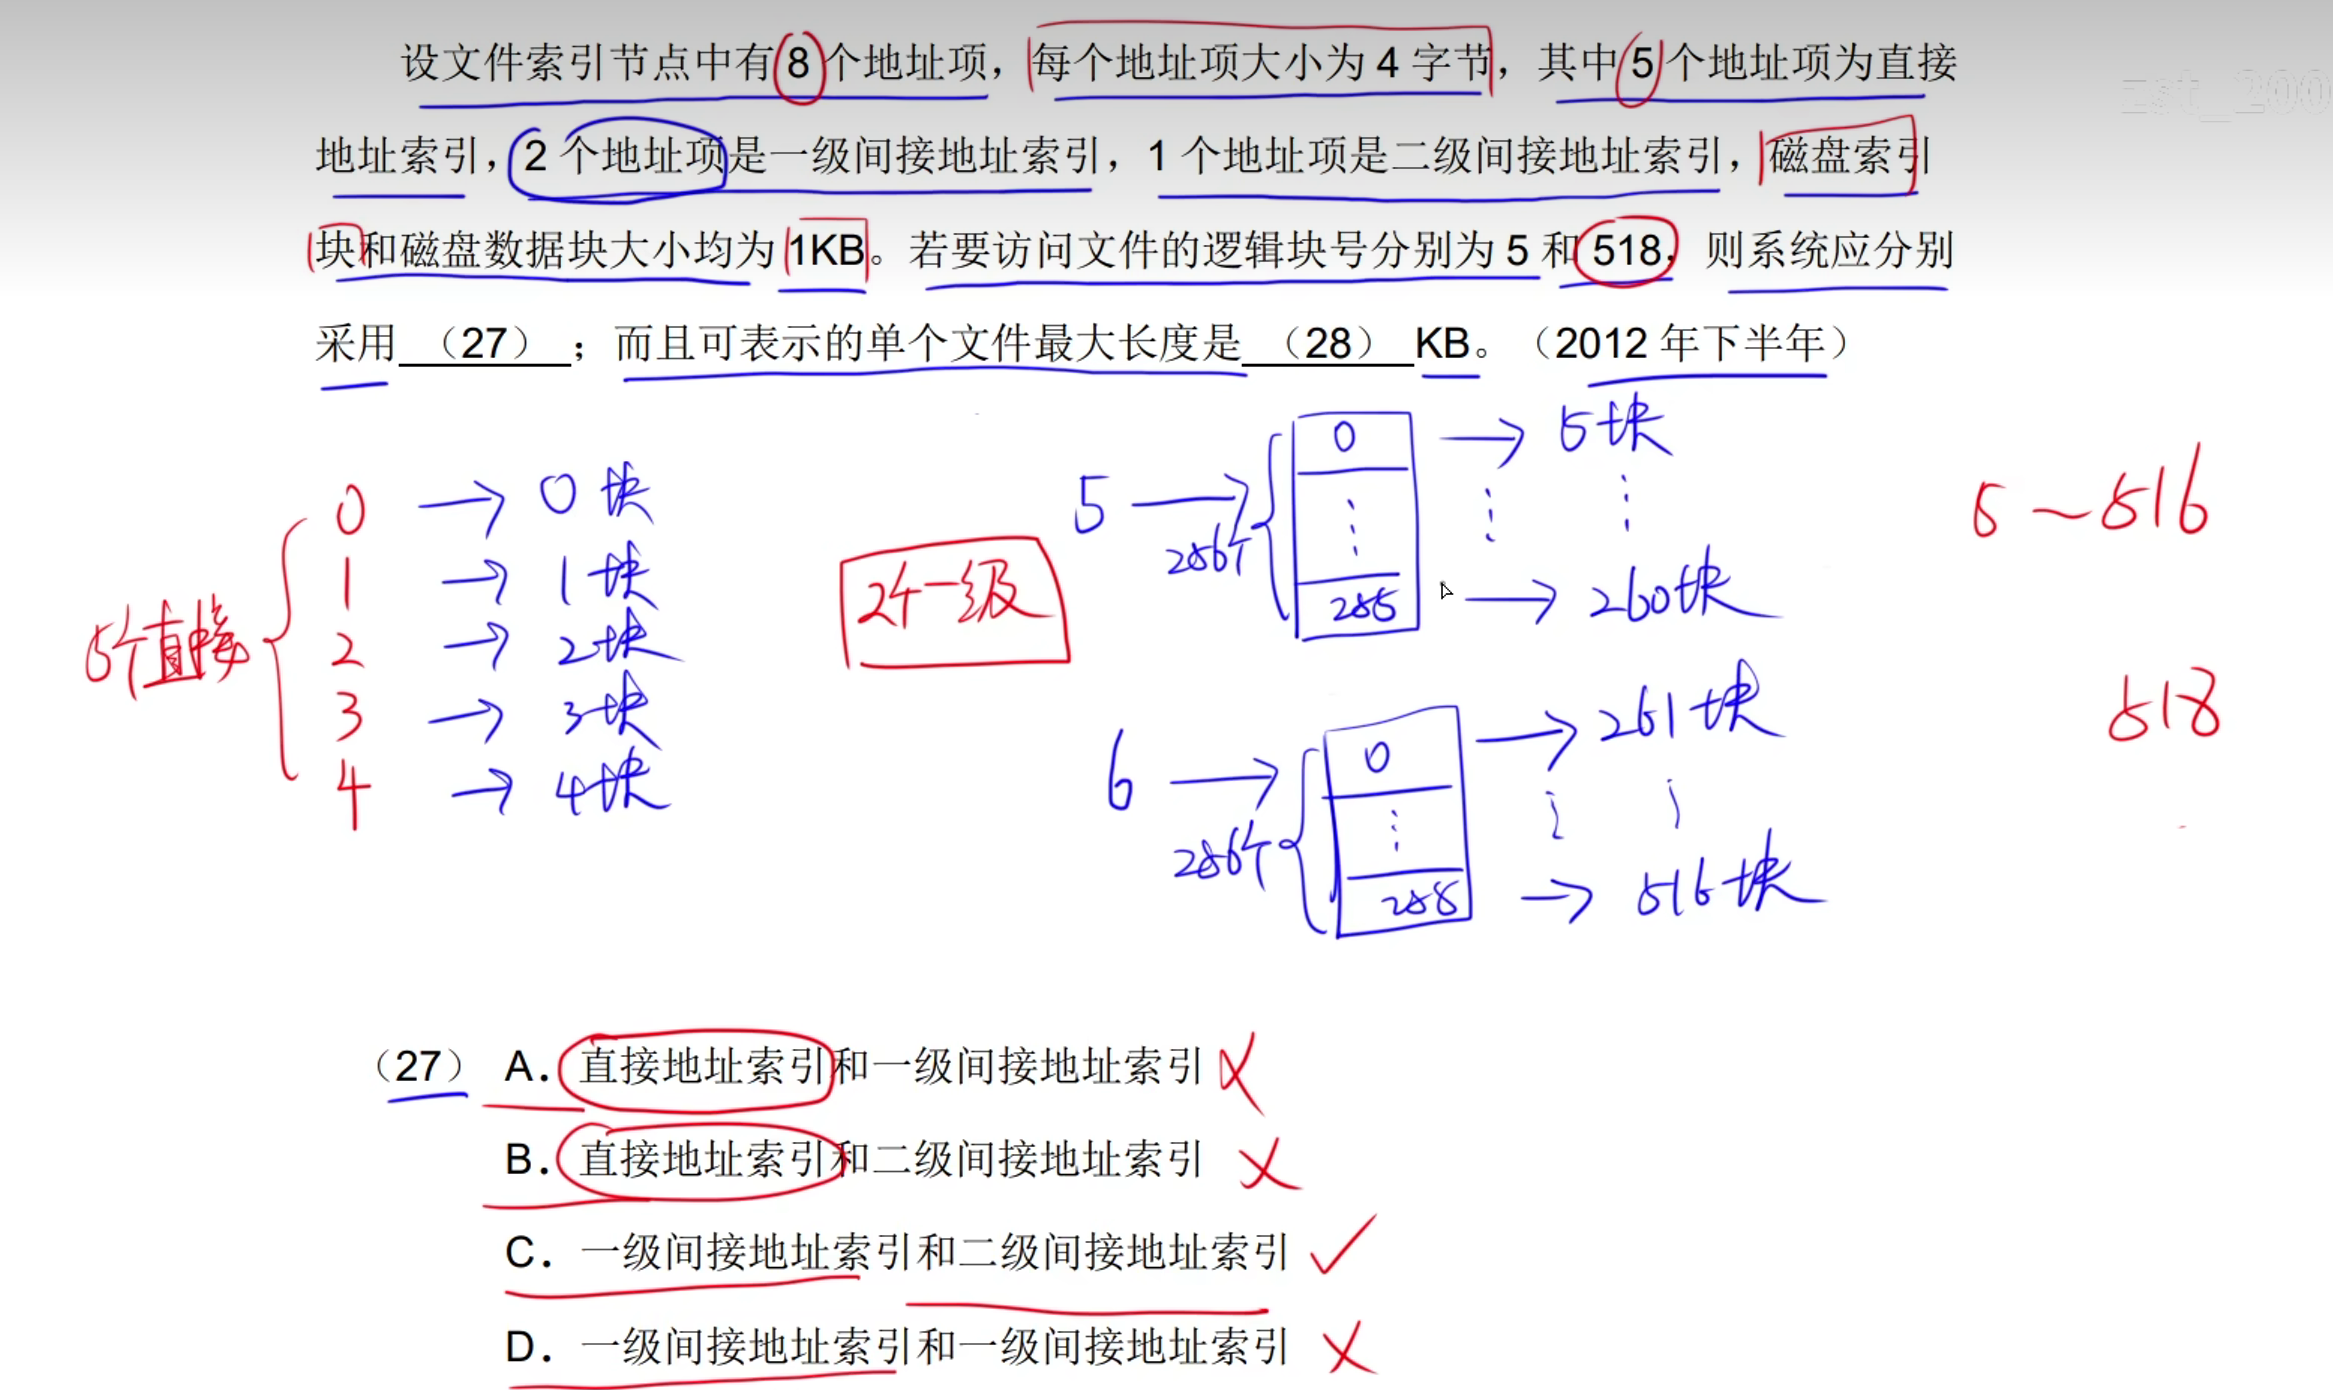 设文件索引节点中有8个地址项，每个地址项大小为4字节，其中5个地址项为直接
地址索引，2个地址项是一级间接地址索引，1个地址项是二级间接地址索引，磁盘索引
块和磁盘数据块大小均为1KB。若要访问文件的逻辑块号分别为5和518，则系统应分别
采用 （27） ；而且可表示的单个文件最大长度是 （28） KB。（2012年下半年）
5个直接
0 → 0块
1 → 1块
2 → 2块
3 → 3块
4 → 4块
2个一级
5 → 256个
0 → 5块
⋮ ⋮ ⋮
255 → 260块
6 → 256个
0 → 261块
⋮ ⋮ ⋮
255 → 516块
5～516
518
（27） A. 直接地址索引和一级间接地址索引 ×
B. 直接地址索引和二级间接地址索引 ×
C. 一级间接地址索引和二级间接地址索引 ✓
D. 一级间接地址索引和一级间接地址索引 ×